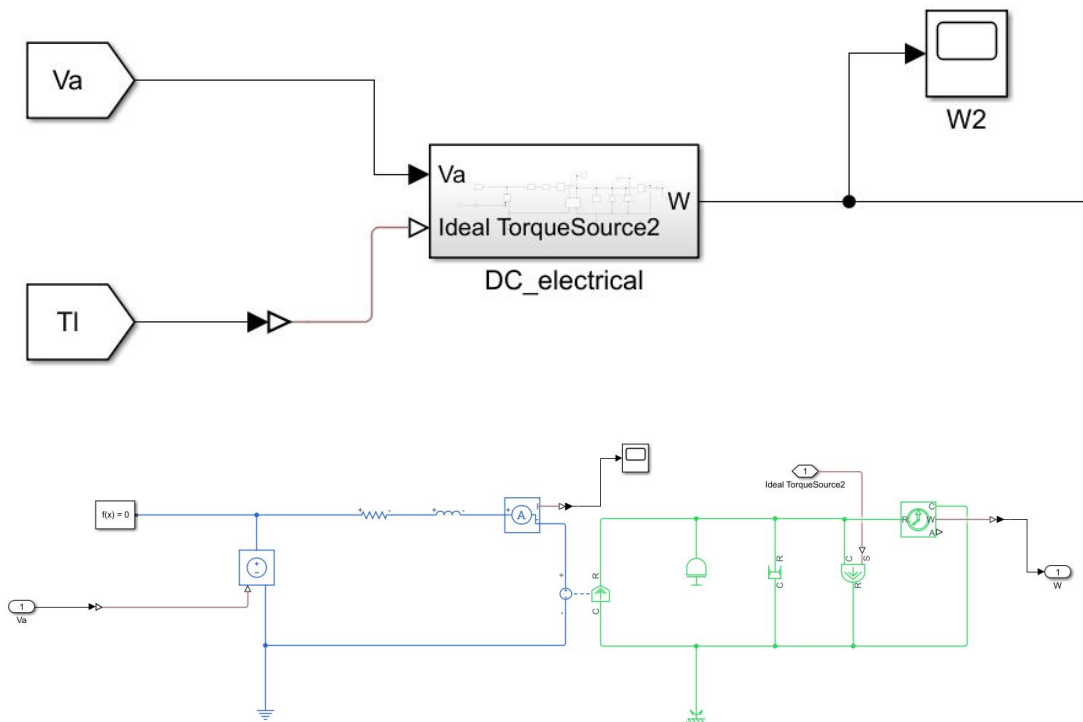 Va
W2
Va
W
Ideal TorqueSource2
DC_electrical
Tl
1
Ideal TorqueSource2
f(x) = 0
+
-
+
-
+
A
I
-
R
C
W
A
+
-
1
Va
+
-
R
C
R
C
C
S
R
1
W